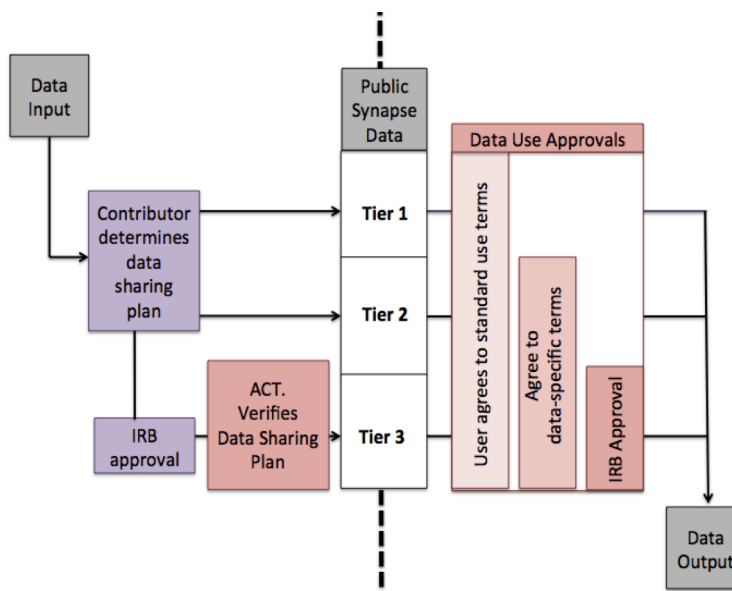 Data
Input
Public
Synapse
Data
Data Use Approvals
Contributor
determines
data
sharing
plan
Tier 1
Tier 2
Tier 3
IRB
approval
ACT.
Verifies
Data Sharing
Plan
User agrees to standard use terms
Agree to
data-specific terms
IRB Approval
Data
Output